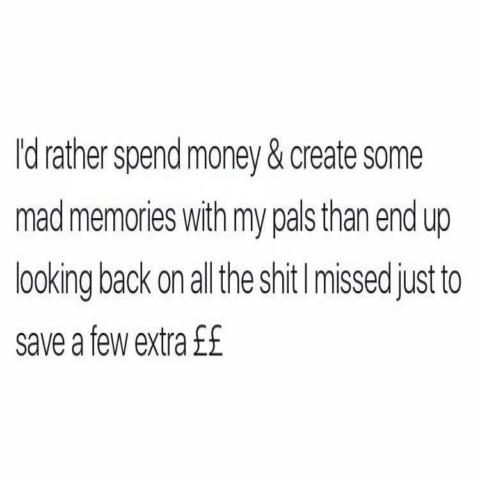 I'd rather spend money & create some
mad memories with my pals than end up
looking back on all the shit I missed just to
save a few extra ££